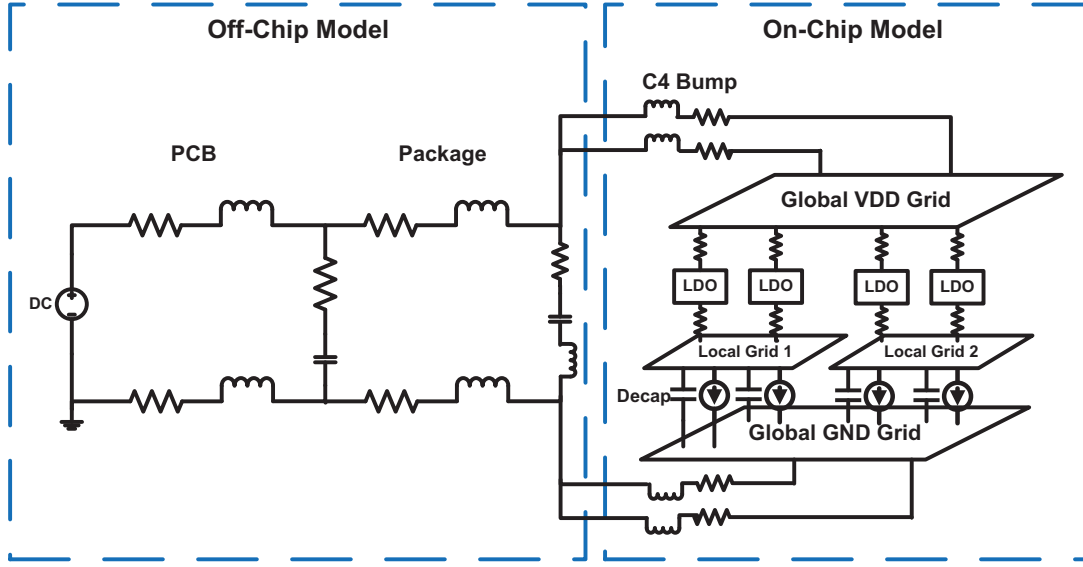 Off-Chip Model
On-Chip Model
C4 Bump
PCB
Package
Global VDD Grid
DC
LDO
LDO
LDO
LDO
Local Grid 1
Local Grid 2
Decap
Global GND Grid